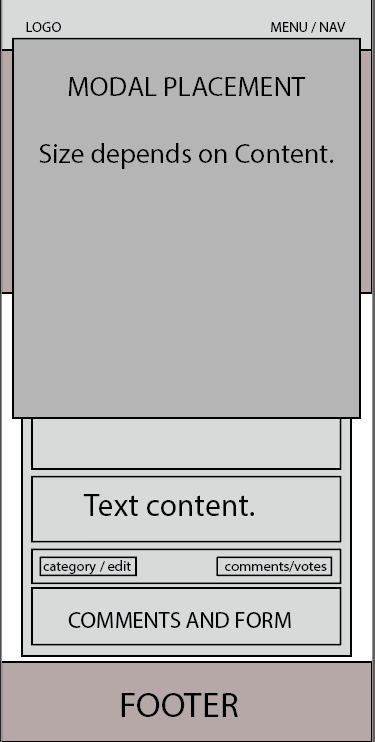 LOGO MENU / NAV
MODAL PLACEMENT
Size depends on Content.
Text content.
category / edit comments/votes
COMMENTS AND FORM
FOOTER